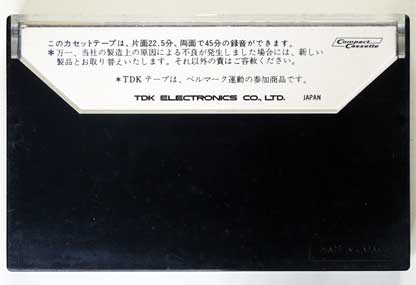 このカセットテープは、片面22.5分、両面で45分の録音ができます。
Compact
Cassette
*万一、当社の製造上の原因による不良が発生しました場合には、新しい
製品とお取り替えいたします。それ以外の責はご容赦ください。
*TDKテープは、ベルマーク運動の参加商品です。
TDK ELECTRONICS CO., LTD. JAPAN